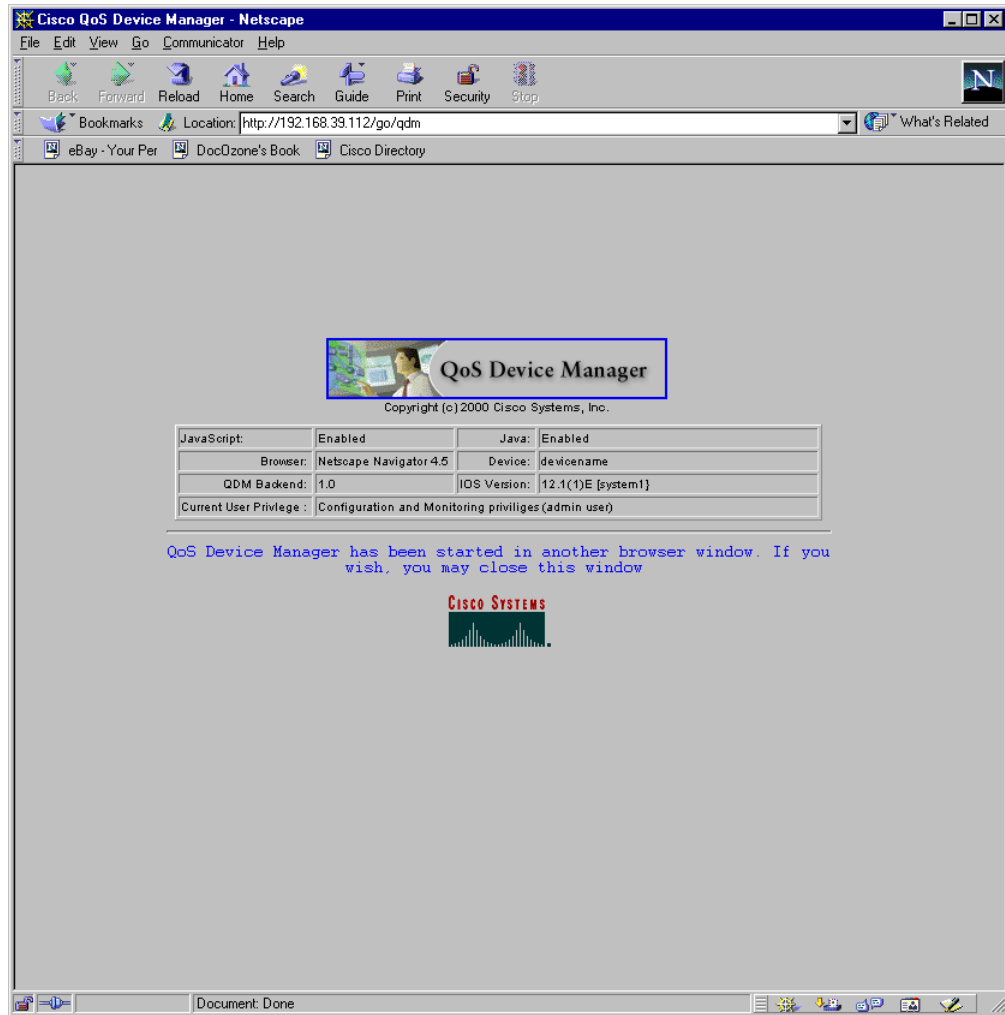 Cisco QoS Device Manager - Netscape
File Edit View Go Communicator Help
Back Forward Reload Home Search Guide Print Security Stop
N
Bookmarks Location: http://192.168.39.112/go/qdm What's Related
eBay - Your Per DocOzone's Book Cisco Directory
QoS Device Manager
Copyright (c) 2000 Cisco Systems, Inc.
JavaScript: Enabled Java: Enabled
Browser: Netscape Navigator 4.5 Device: devicename
QDM Backend: 1.0 IOS Version: 12.1(1)E [system1}
Current User Privlege : Configuration and Monitoring priviliges (admin user)
QoS Device Manager has been started in another browser window. If you
wish, you may close this window
CISCO SYSTEMS
Document: Done